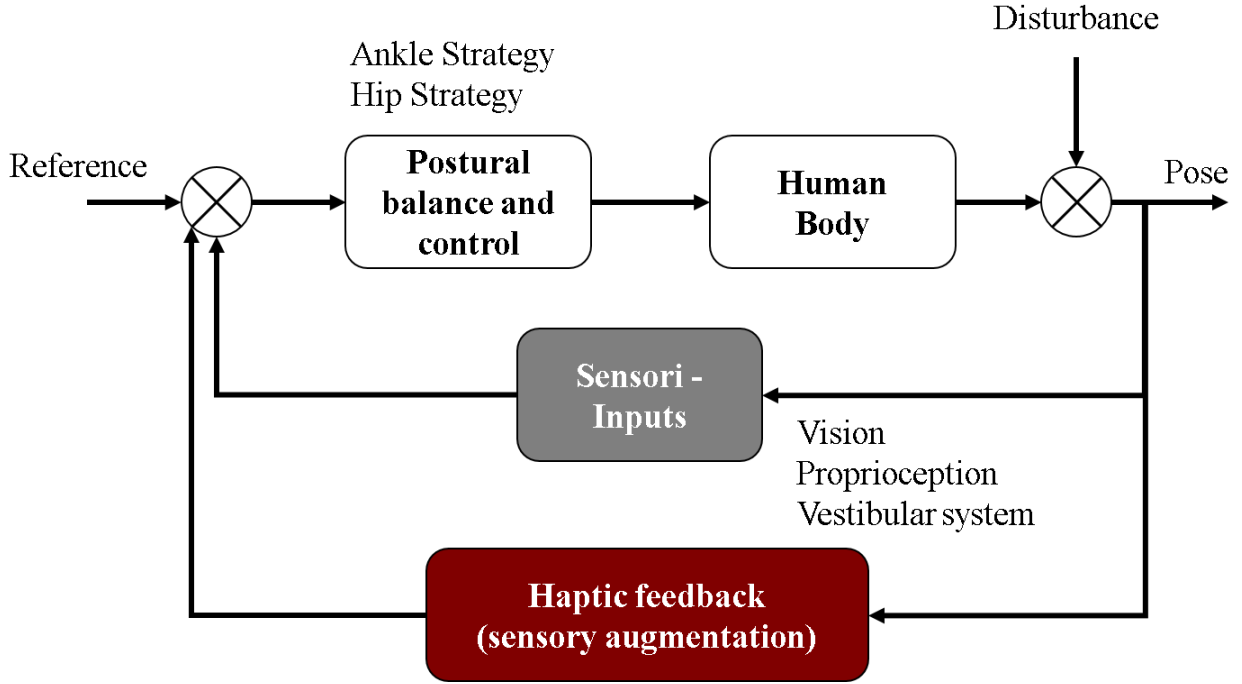 Disturbance
Ankle Strategy
Hip Strategy
Reference
Postural
balance and
control
Human
Body
Pose
Sensori -
Inputs
Vision
Proprioception
Vestibular system
Haptic feedback
(sensory augmentation)